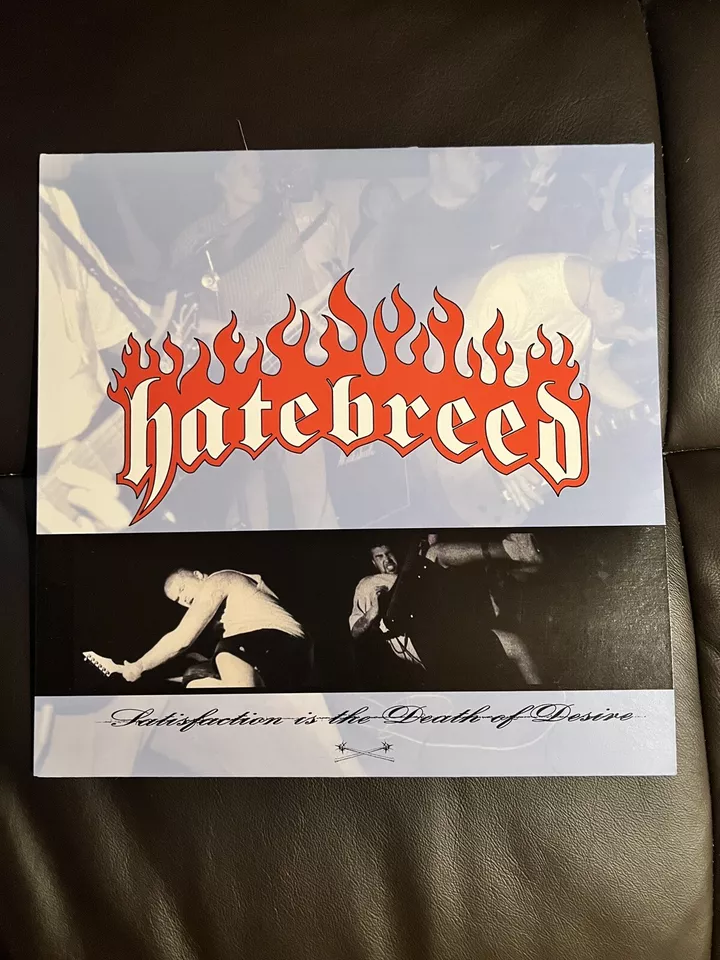 hatebreed
Satisfaction is the Death of Desire